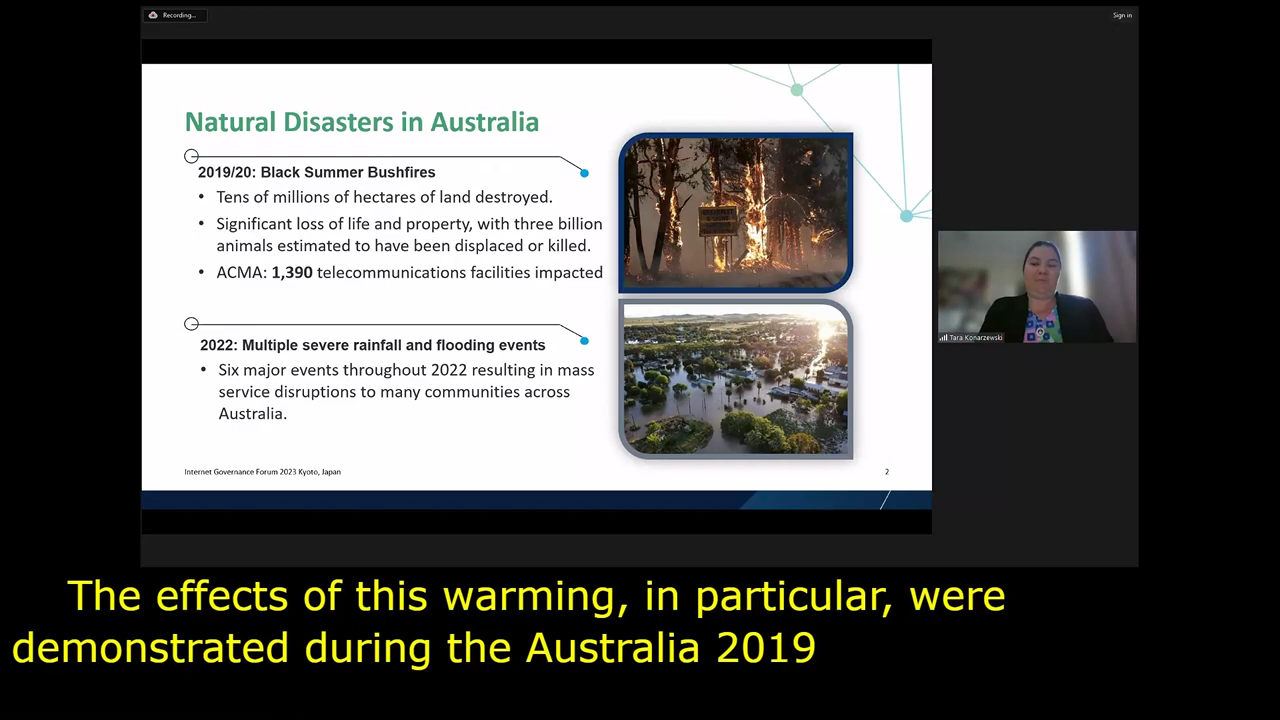 Recording...
Sign in
Natural Disasters in Australia
2019/20: Black Summer Bushfires
• Tens of millions of hectares of land destroyed.
• Significant loss of life and property, with three billion
animals estimated to have been displaced or killed.
• ACMA: 1,390 telecommunications facilities impacted
2022: Multiple severe rainfall and flooding events
• Six major events throughout 2022 resulting in mass
service disruptions to many communities across
Australia.
Internet Governance Forum 2023 Kyoto, Japan
2
Tara Konarzewski
The effects of this warming, in particular, were
demonstrated during the Australia 2019